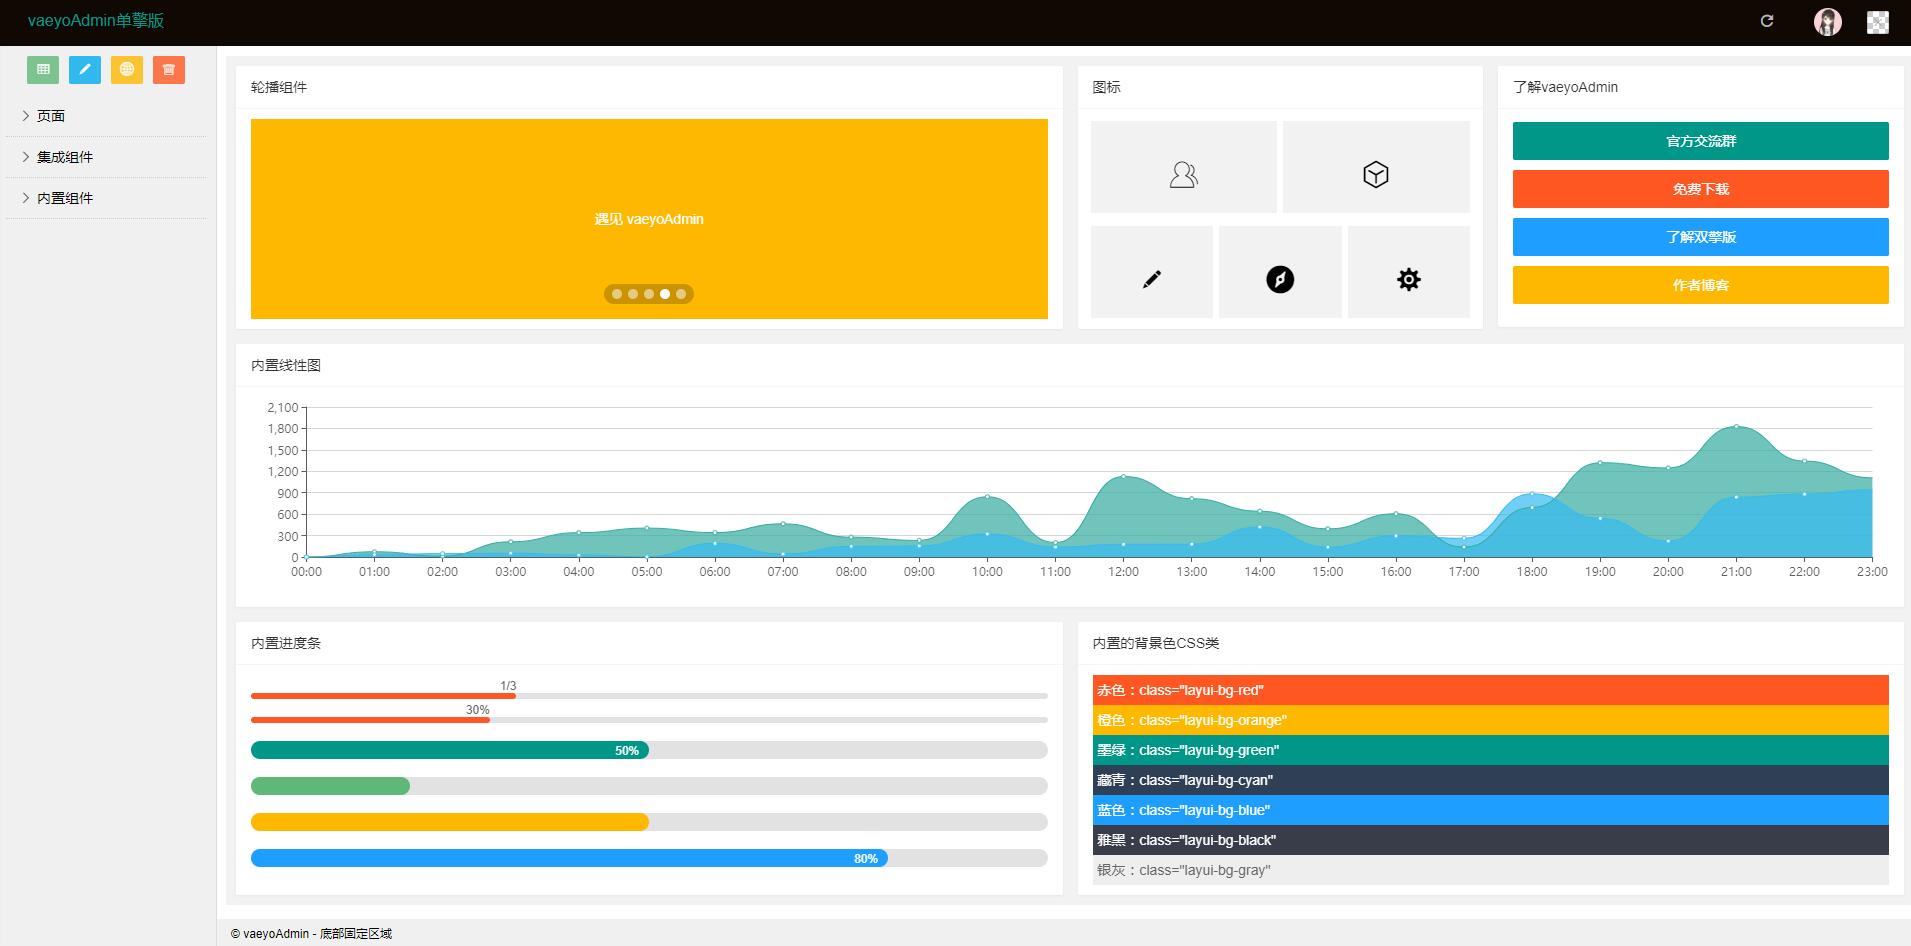 vaeyoAdmin单擎版
页面
集成组件
内置组件
轮播组件
遇见 vaeyoAdmin
图标
了解vaeyoAdmin
官方交流群
免费下载
了解双擎版
作者博客
内置线性图
2,100
1,800
1,500
1,200
900
600
300
0
00:00 01:00 02:00 03:00 04:00 05:00 06:00 07:00 08:00 09:00 10:00 11:00 12:00 13:00 14:00 15:00 16:00 17:00 18:00 19:00 20:00 21:00 22:00 23:00
内置进度条
1/3
30%
50%
80%
内置的背景色CSS类
赤色：class="layui-bg-red"
橙色：class="layui-bg-orange"
墨绿：class="layui-bg-green"
藏青：class="layui-bg-cyan"
蓝色：class="layui-bg-blue"
雅黑：class="layui-bg-black"
银灰：class="layui-bg-gray"
© vaeyoAdmin - 底部固定区域